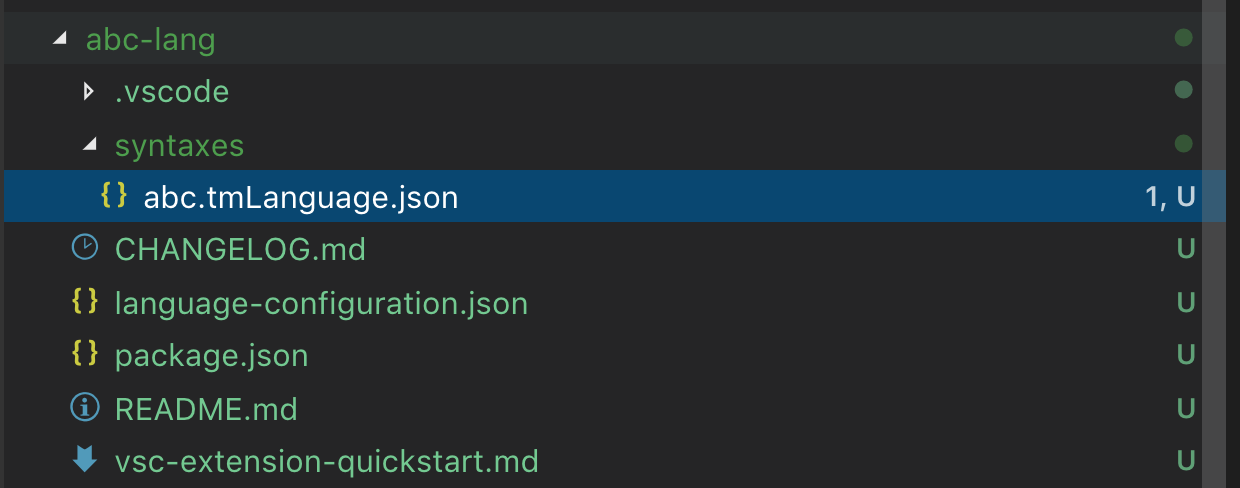 abc-lang
.vscode
syntaxes
{} abc.tmLanguage.json 1, U
CHANGELOG.md U
{} language-configuration.json U
{} package.json U
README.md U
vsc-extension-quickstart.md U